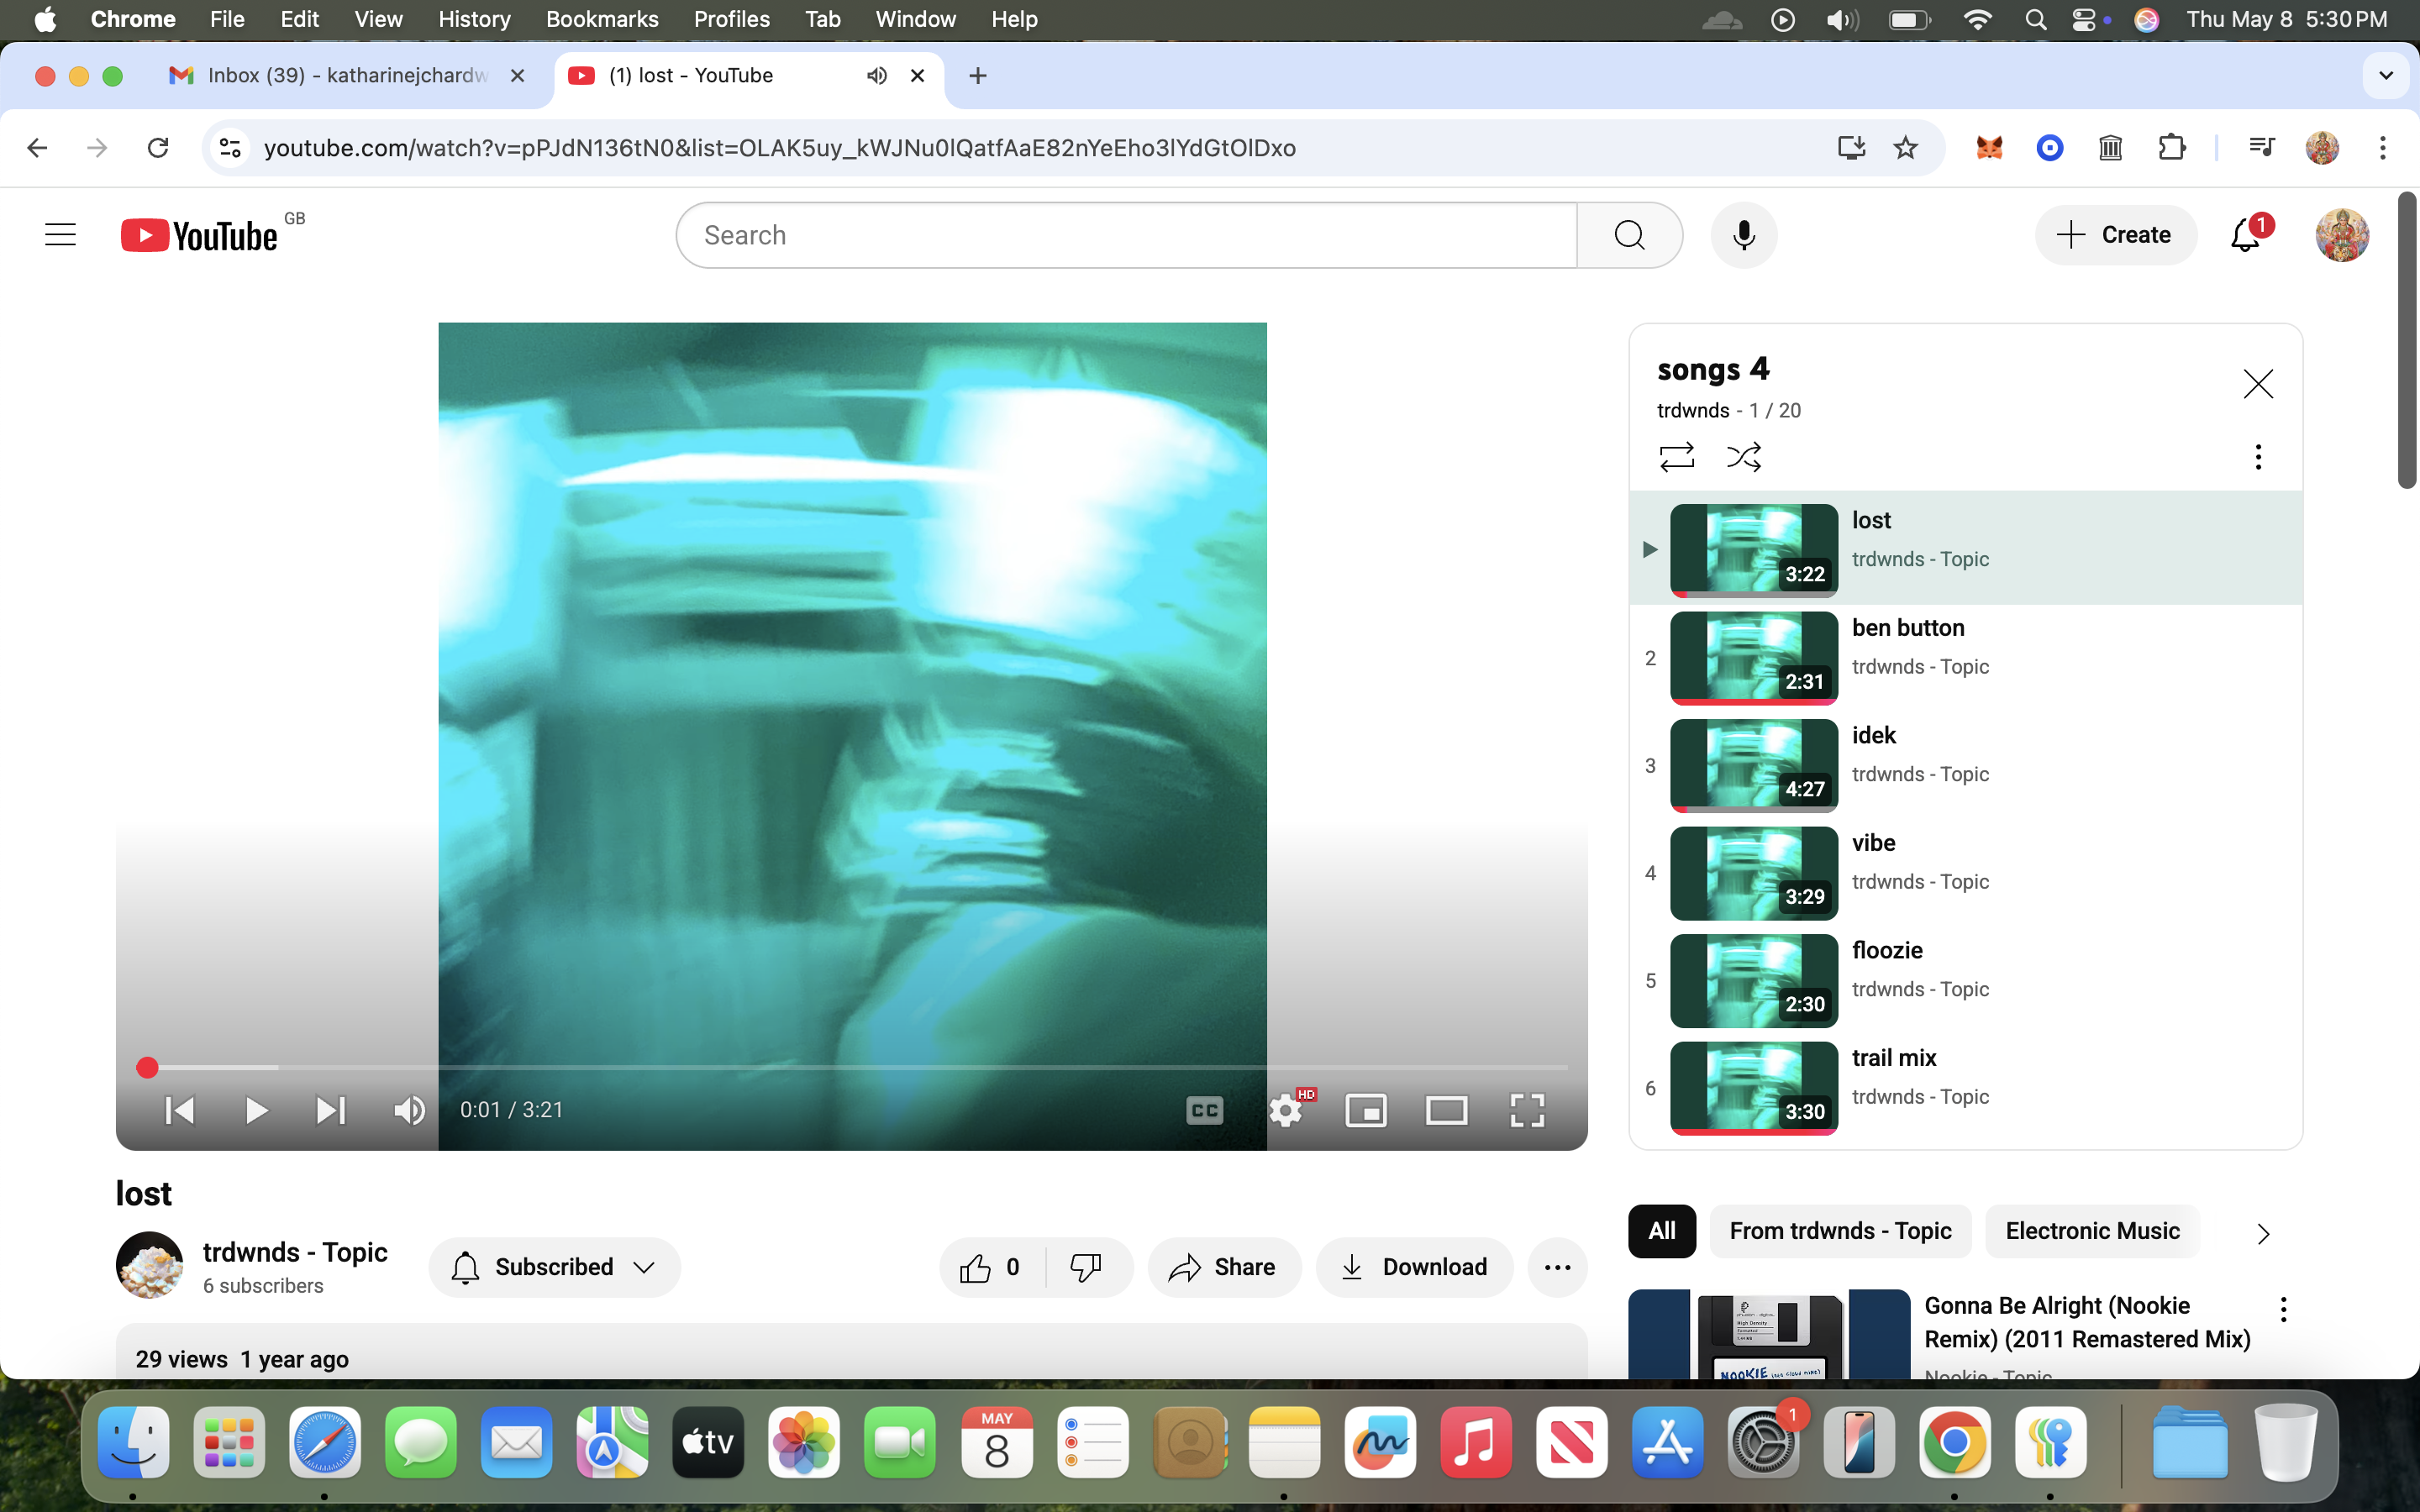 Chrome File Edit View History Bookmarks Profiles Tab Window Help Thu May 8 5:30 PM
Inbox (39) - katharinejchardw (1) lost - YouTube
youtube.com/watch?v=pPJdN136tN0&list=OLAK5uy_kWJNu0lQatfAaE82nYeEho3lYdGtOlDxo
YouTube GB Search Create 1
songs 4
trdwnds - 1 / 20
lost
trdwnds - Topic
3:22
2
ben button
trdwnds - Topic
2:31
3
idek
trdwnds - Topic
4:27
4
vibe
trdwnds - Topic
3:29
5
floozie
trdwnds - Topic
2:30
6
trail mix
trdwnds - Topic
3:30
0:01 / 3:21 CC HD
lost
trdwnds - Topic
6 subscribers
Subscribed 0 Share Download
29 views 1 year ago
All From trdwnds - Topic Electronic Music
Gonna Be Alright (Nookie
Remix) (2011 Remastered Mix)
Nookie - Topic
High Density
NOOKIE
tv
MAY
8
1